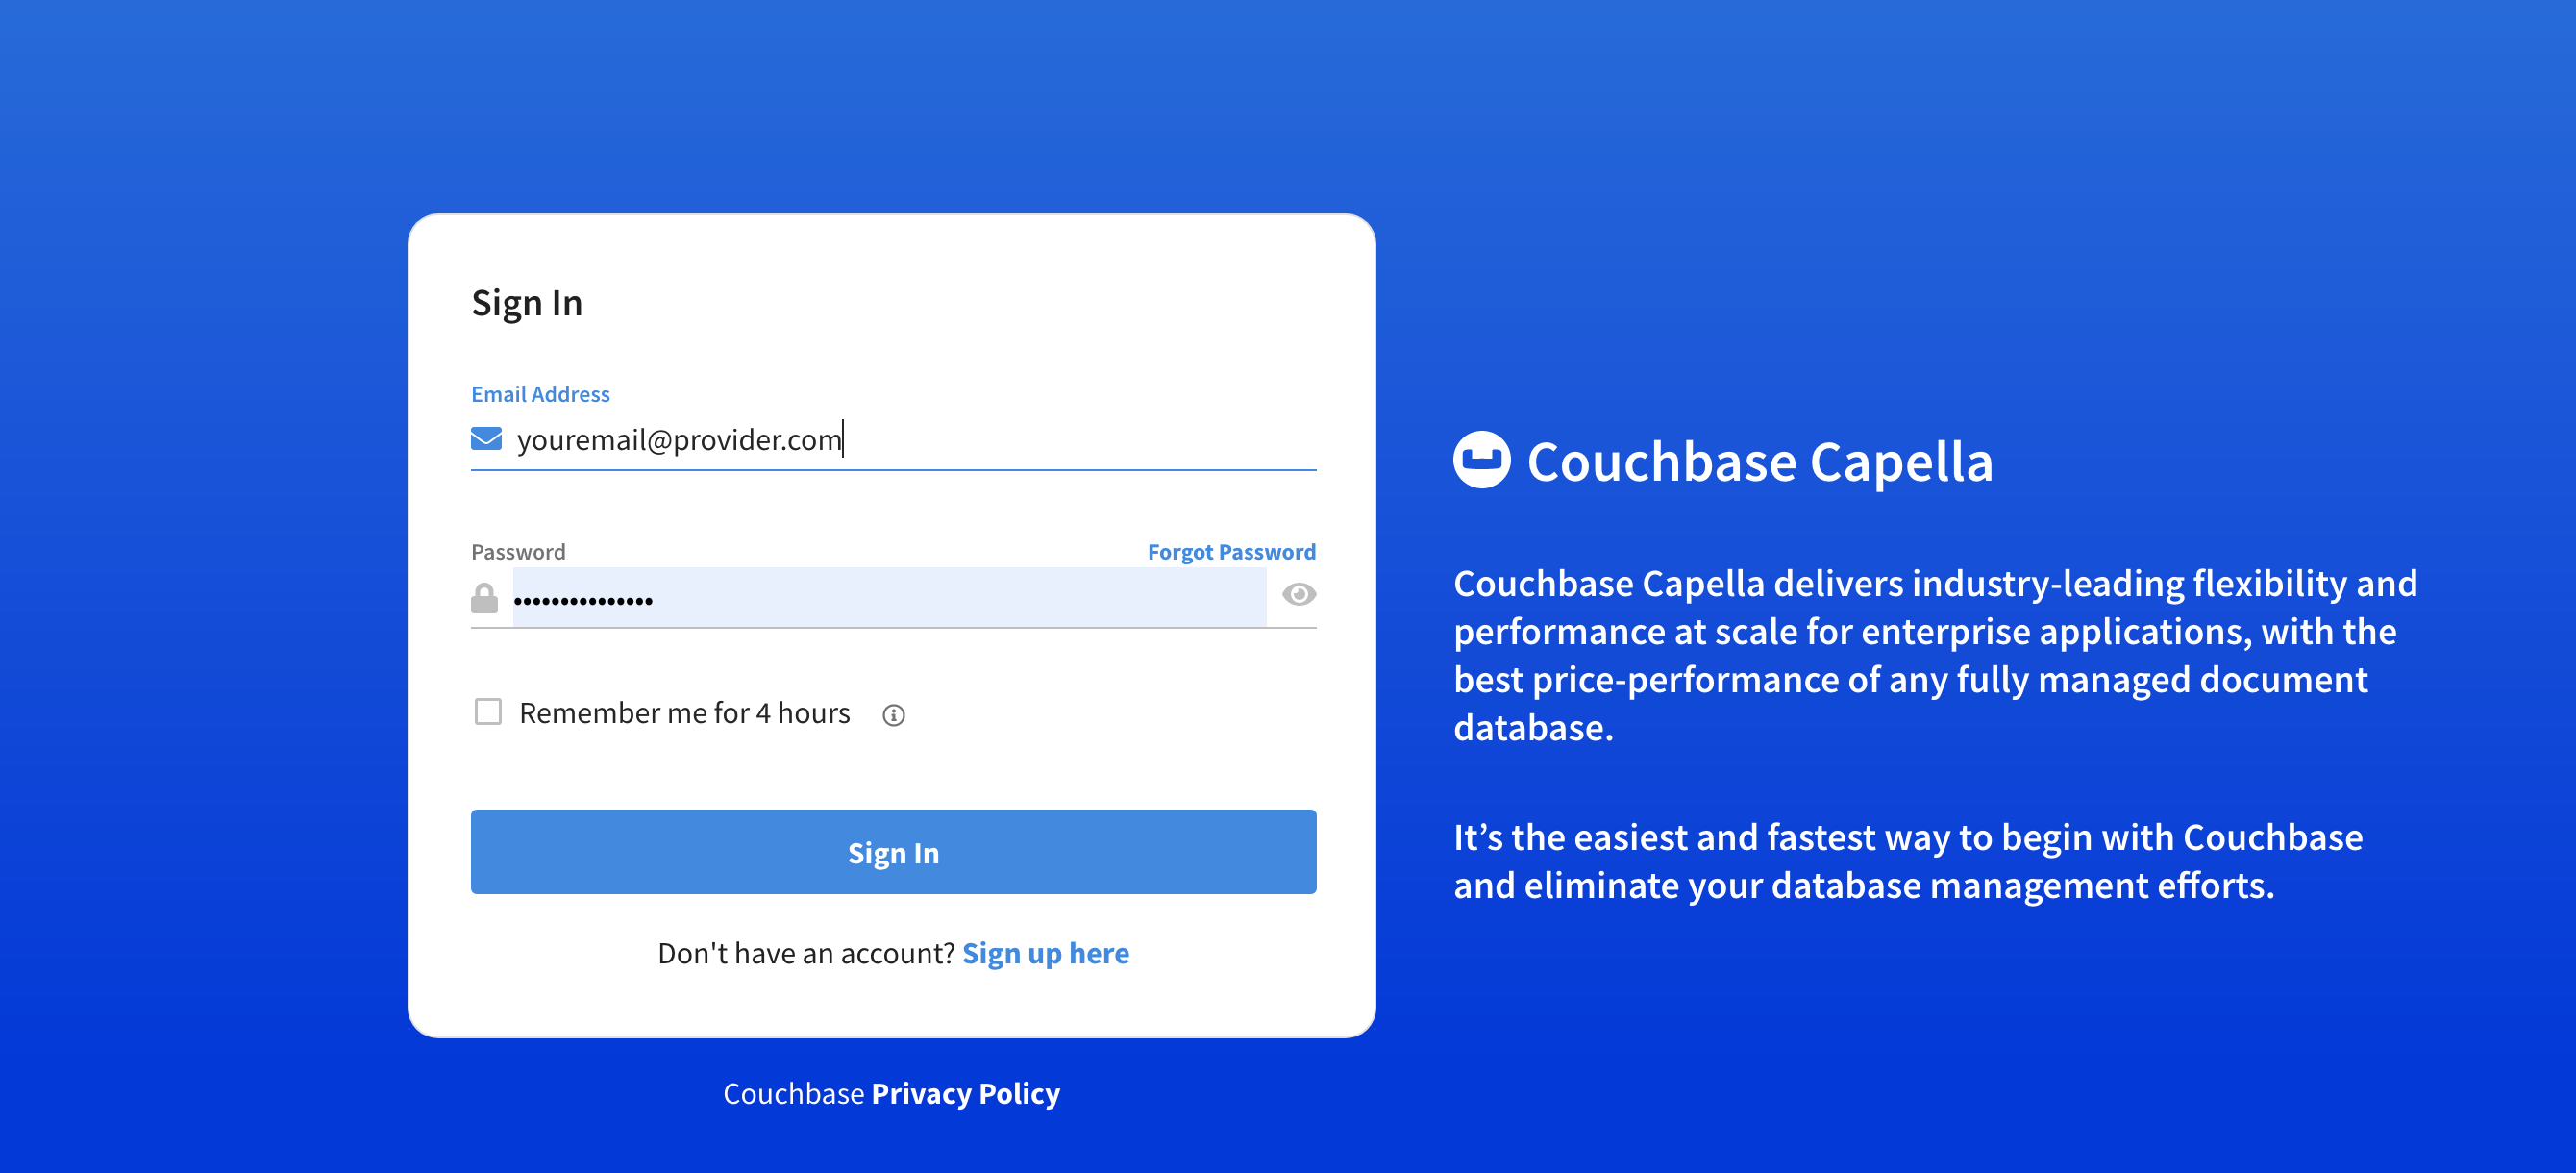 Sign In
Email Address
youremail@provider.com
Password
Forgot Password
•••••••••••••••
Remember me for 4 hours
Sign In
Don't have an account? Sign up here
Couchbase Privacy Policy
Couchbase Capella
Couchbase Capella delivers industry-leading flexibility and
performance at scale for enterprise applications, with the
best price-performance of any fully managed document
database.
It’s the easiest and fastest way to begin with Couchbase
and eliminate your database management efforts.